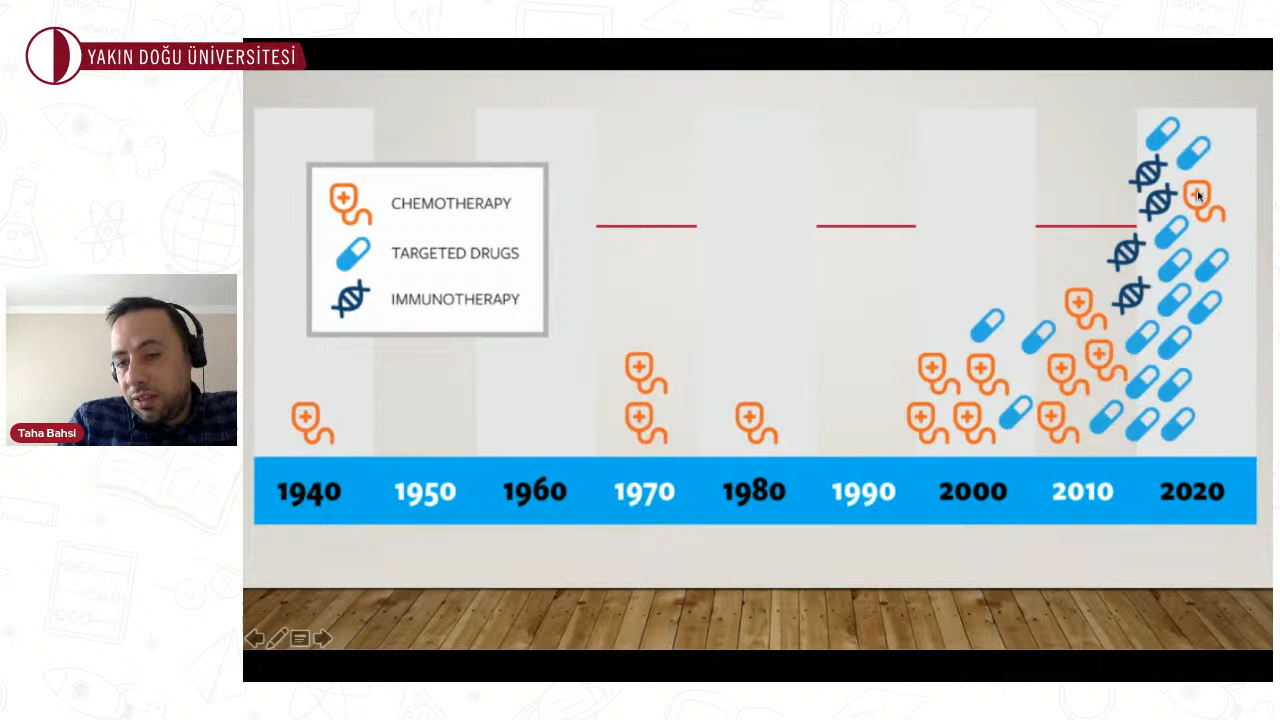 YAKIN DOĞU ÜNİVERSİTESİ
CHEMOTHERAPY
TARGETED DRUGS
IMMUNOTHERAPY
Taha Bahsi
1940 1950 1960 1970 1980 1990 2000 2010 2020